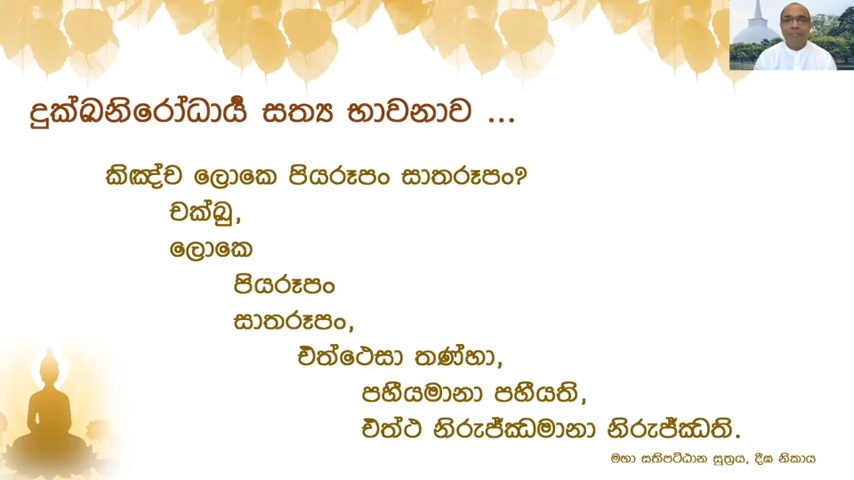 දුක්ඛනිරෝධාර්‍ය සත්‍ය භාවනාව ...
කිඤ්ච ලොකෙ පියරූපං සාතරූපං?
චක්ඛු,
ලොකෙ
පියරූපං
සාතරූපං,
එත්ථෙසා තණ්හා,
පහීයමානා පහීයති,
එත්ථ නිරුජ්ඣමානා නිරුජ්ඣති.
මහා සතිපට්ඨාන සුත්‍රය, දීඝ නිකාය